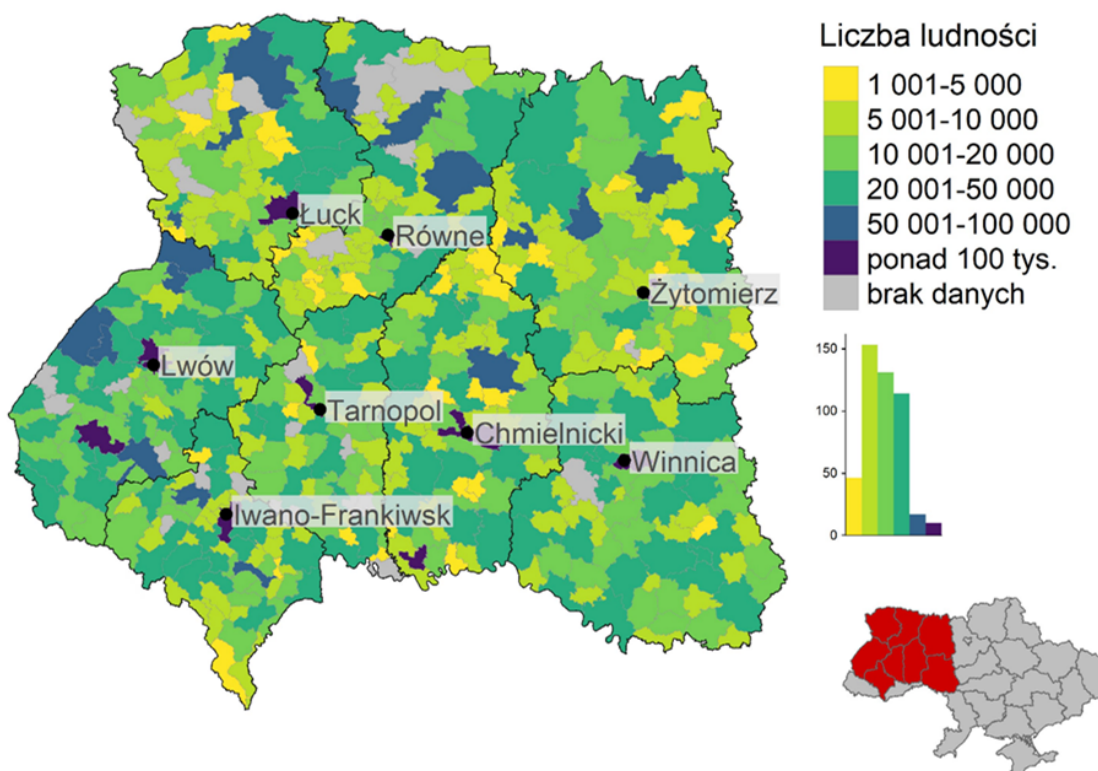 Liczba ludności
1 001-5 000
5 001-10 000
10 001-20 000
20 001-50 000
50 001-100 000
ponad 100 tys.
brak danych
Łuck
Równe
Żytomierz
Lwów
Tarnopol
Chmielnicki
Winnica
Iwano-Frankiwsk
150
100
50
0